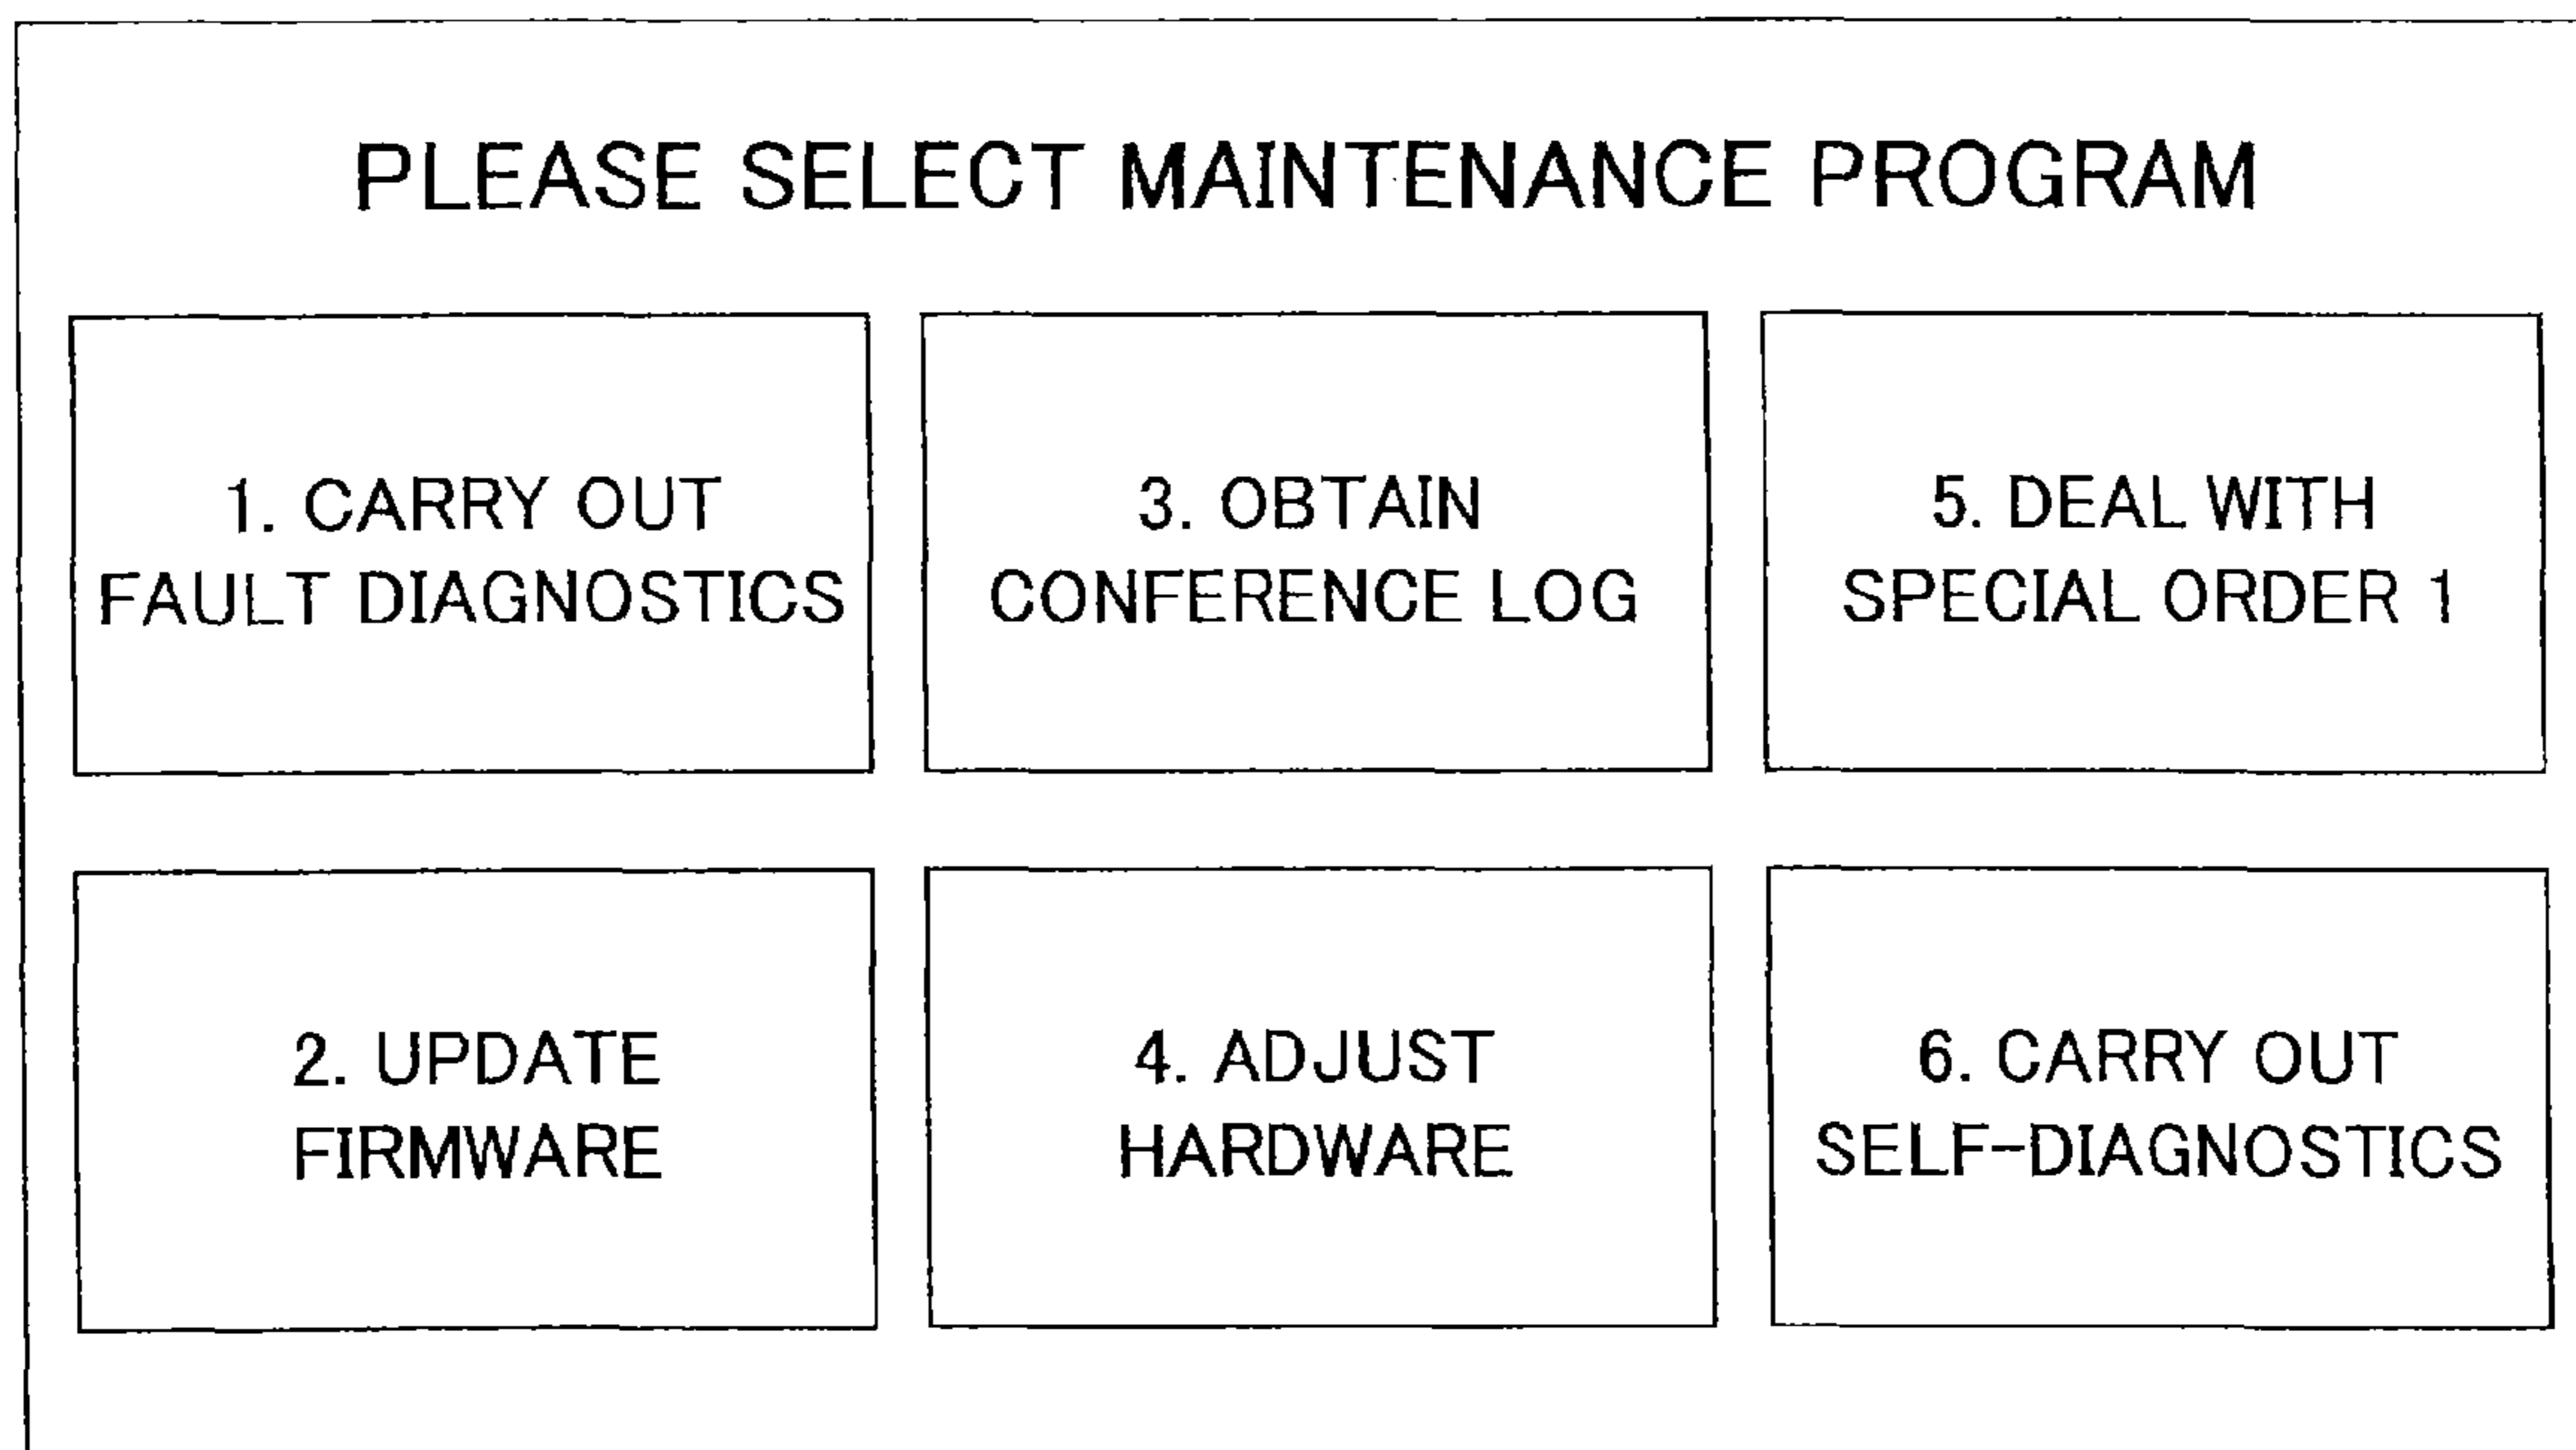 PLEASE SELECT MAINTENANCE PROGRAM
1. CARRY OUT
FAULT DIAGNOSTICS
3. OBTAIN
CONFERENCE LOG
5. DEAL WITH
SPECIAL ORDER 1
2. UPDATE
FIRMWARE
4. ADJUST
HARDWARE
6. CARRY OUT
SELF-DIAGNOSTICS